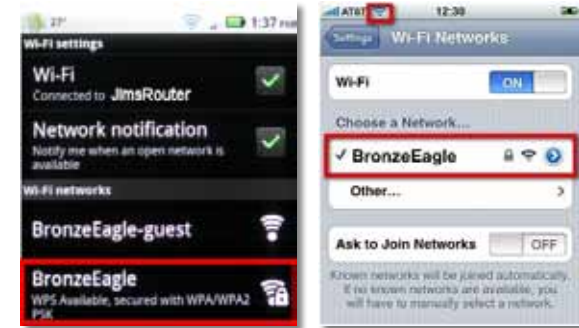 27°
1:37 PM
Wi-Fi settings
Wi-Fi
Connected to JimsRouter
Network notification
Notify me when an open network is
available
Wi-Fi networks
BronzeEagle-guest
BronzeEagle
WPS Available, secured with WPA/WPA2
PSK
AT&T
12:30
Settings
Wi-Fi Networks
Wi-Fi
ON
Choose a Network...
BronzeEagle
Other...
Ask to Join Networks
OFF
Known networks will be joined automatically.
If no known networks are available, you
will have to manually select a network.